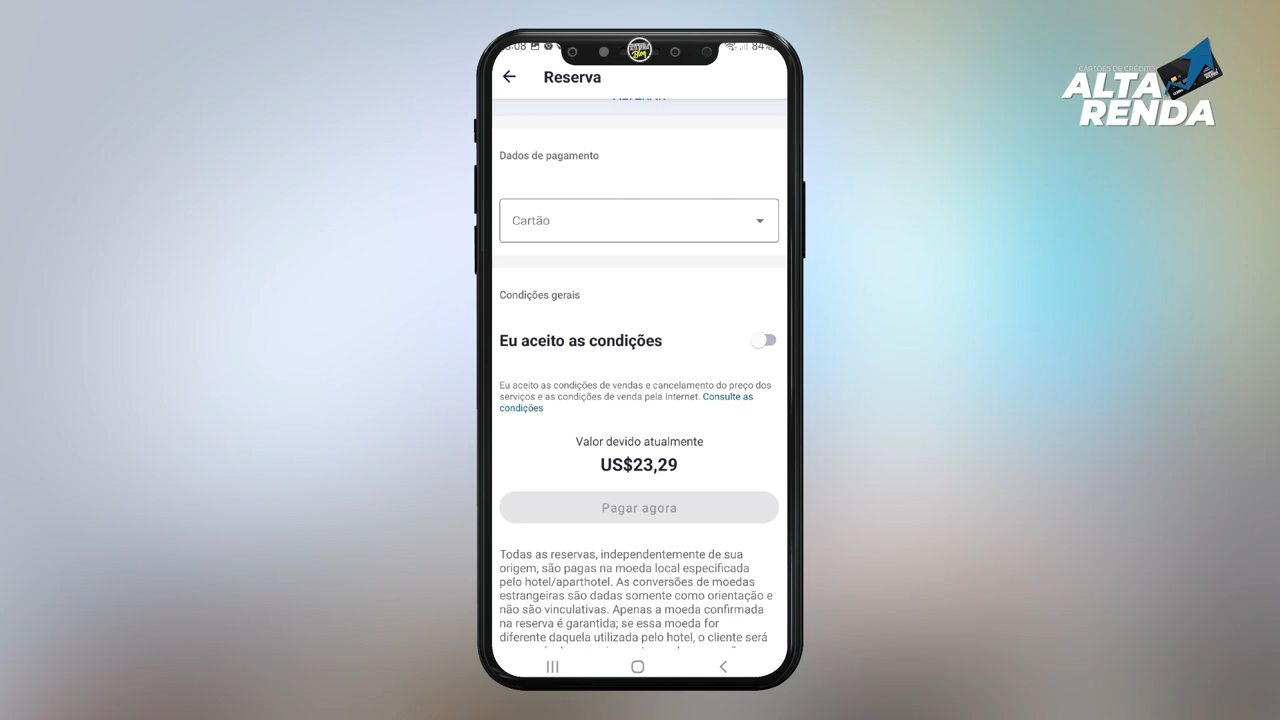 84%
Reserva
Dados de pagamento
Cartão
Condições gerais
Eu aceito as condições
Eu aceito as condições de vendas e cancelamento do preço dos
serviços e as condições de venda pela Internet. Consulte as
condições
Valor devido atualmente
US$23,29
Pagar agora
Todas as reservas, independentemente de sua
origem, são pagas na moeda local especificada
pelo hotel/aparthotel. As conversões de moedas
estrangeiras são dadas somente como orientação e
não são vinculativas. Apenas a moeda confirmada
na reserva é garantida; se essa moeda for
diferente daquela utilizada pelo hotel, o cliente será
CARTÕES DE CRÉDITO
ALTA
RENDA